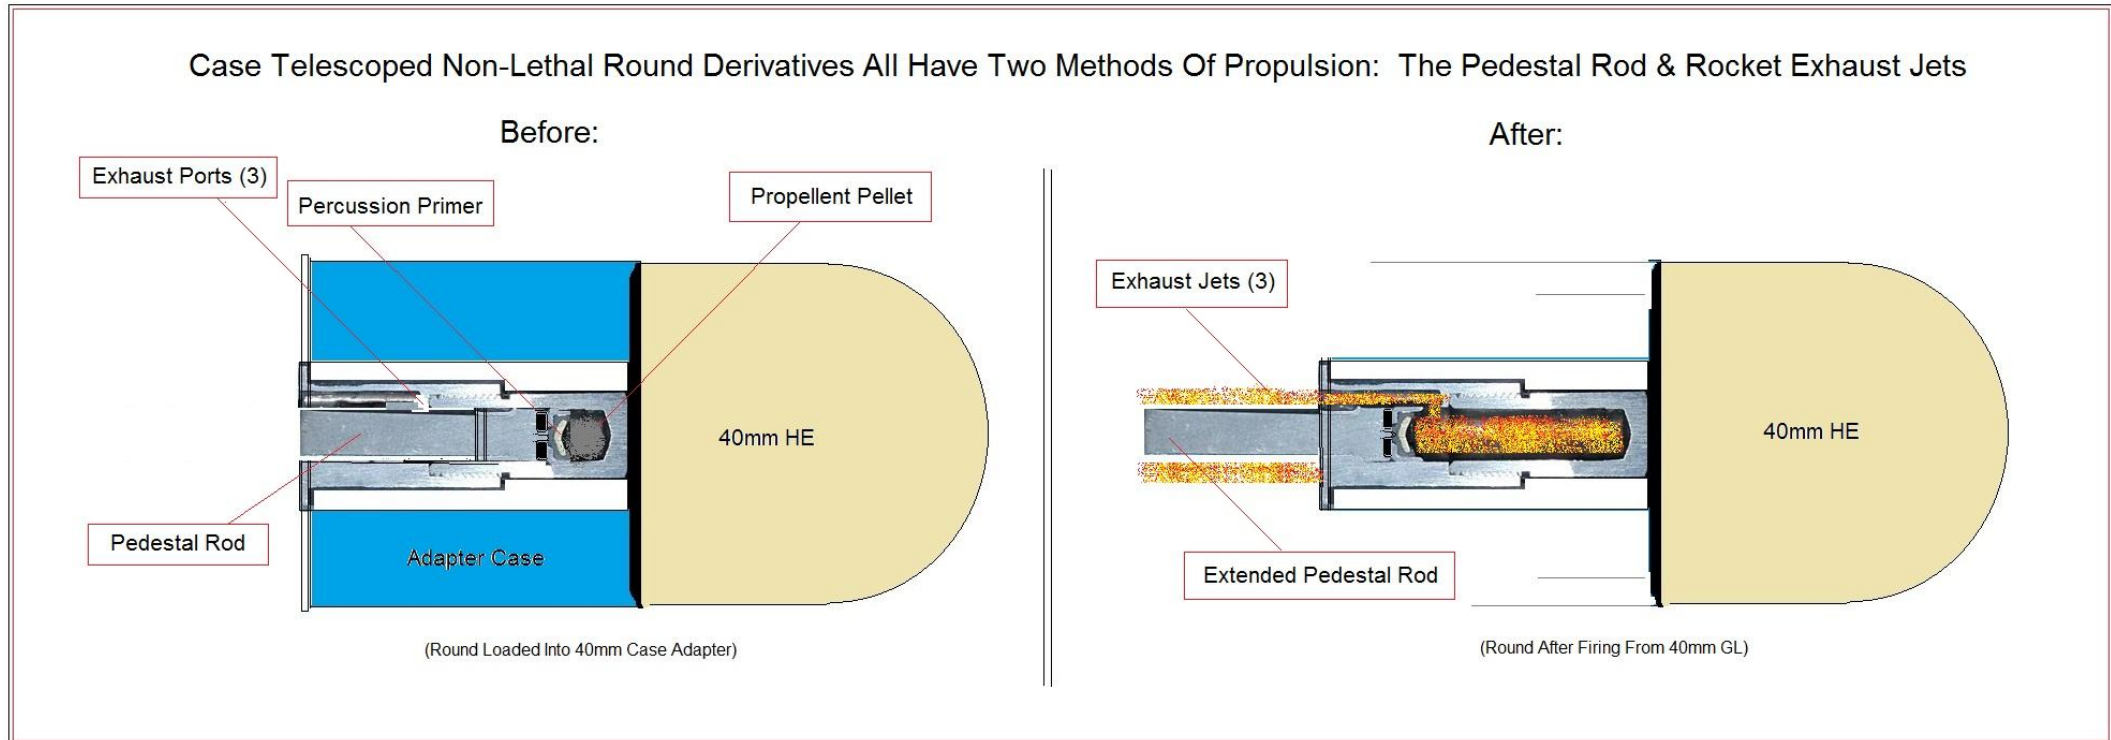 Case Telescoped Non-Lethal Round Derivatives All Have Two Methods Of Propulsion: The Pedestal Rod & Rocket Exhaust Jets
Before:
Exhaust Ports (3)
Percussion Primer
Propellent Pellet
Pedestal Rod
Adapter Case
40mm HE
(Round Loaded Into 40mm Case Adapter)
After:
Exhaust Jets (3)
Extended Pedestal Rod
40mm HE
(Round After Firing From 40mm GL)